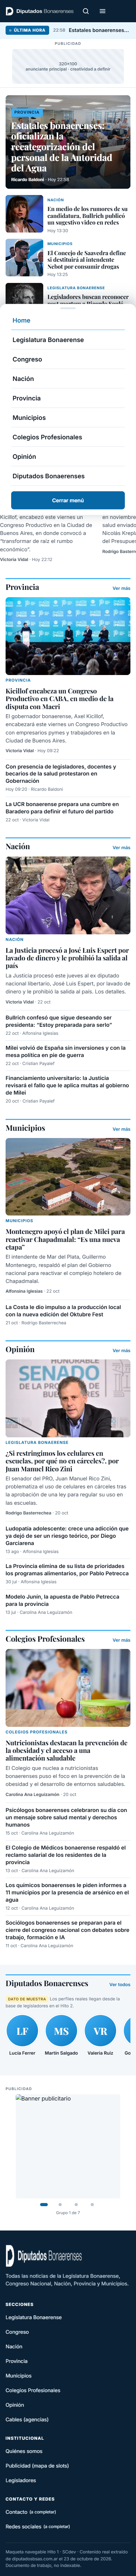 Diputados Bonaerenses
ÚLTIMA HORA
22:58 Estatales bonaerenses...
PUBLICIDAD
320×100
anunciante principal · creatividad a definir
PROVINCIA
Estatales bonaerenses:
oficializan la
recategorización del
personal de la Autoridad
del Agua
Ricardo Baldoni · Hoy 22:58
NACIÓN
En medio de los rumores de su
candidatura, Bullrich publicó
un sugestivo video en redes
Hoy 13:30
MUNICIPIOS
El Concejo de Saavedra define
si destituirá al intendente
Nebot por consumir drogas
Hoy 13:25
LEGISLATURA BONAERENSE
Legisladores buscan reconocer
Home
Legislatura Bonaerense
Congreso
Nación
Provincia
Municipios
Colegios Profesionales
Opinión
Diputados Bonaerenses
Cerrar menú
construir con el oxígeno en un
Congreso productivo en la Ciudad de
Buenos Aires, en donde convocó a
"transformar de raíz el rumbo
económico".
Victoria Vidal · Hoy 22:12
en noviembre
Nicolás Kreplak
de Presupuesto
Rodrigo Basterrechea
Provincia
Ver más
PROVINCIA
Kicillof encabeza un Congreso
Productivo en CABA, en medio de la
disputa con Macri
El gobernador bonaerense, Axel Kicillof,
encabezará este viernes un Congreso Productivo
con empresarios, sindicatos y trabajadores en la
Ciudad de Buenos Aires.
Victoria Vidal · Hoy 09:22
Con presencia de legisladores, docentes y
becarios de la salud protestaron en
Gobernación
Hoy 09:20 · Ricardo Baldoni
La UCR bonaerense prepara una cumbre en
Baradero para definir el futuro del partido
22 oct · Victoria Vidal
Nación
Ver más
NACIÓN
La Justicia procesó a José Luis Espert por
lavado de dinero y le prohibió la salida del
país
La Justicia procesó este jueves al ex diputado
nacional libertario, José Luis Espert, por lavado de
dinero y le prohibió la salida al país. Los detalles.
Victoria Vidal · 22 oct
Bullrich confesó que sigue deseando ser
presidenta: "Estoy preparada para serlo"
22 oct · Alfonsina Iglesias
Milei volvió de España sin inversiones y con la
mesa política en pie de guerra
22 oct · Cristian Payasef
Financiamiento universitario: la Justicia
revisará el fallo que le aplica multas al gobierno
de Milei
20 oct · Cristian Payasef
Municipios
Ver más
MUNICIPIOS
Montenegro apoyó el plan de Milei para
reactivar Chapadmalal: "Es una nueva
etapa"
El intendente de Mar del Plata, Guillermo
Montenegro, respaldó el plan del Gobierno
nacional para reactivar el complejo hotelero de
Chapadmalal.
Alfonsina Iglesias · 22 oct
La Costa le dio impulso a la producción local
con la nueva edición del Ofkitubre Fest
21 oct · Rodrigo Basterrechea
Opinión
Ver más
LEGISLATURA BONAERENSE
¿Si restringimos los celulares en
escuelas, por qué no en cárceles?, por
Juan Manuel Rico Zini
El senador del PRO, Juan Manuel Rico Zini,
problematiza el uso de celulares en cárceles tras
la aprobación de una ley para regular su uso en
las escuelas.
Rodrigo Basterrechea · 20 oct
Ludopatía adolescente: crece una adicción que
ya dejó de ser un riesgo teórico, por Diego
Garciarena
12 ago · Alfonsina Iglesias
La Provincia elimina de su lista de prioridades
los programas alimentarios, por Pablo Petrecca
30 jul · Alfonsina Iglesias
Modelo Junín, la apuesta de Pablo Petrecca
para la provincia
15 jul · Carolina Ana Legulzamón
Colegios Profesionales
Ver más
COLEGIOS PROFESIONALES
Nutricionistas destacan la prevención de
la obesidad y el acceso a una
alimentación saludable
El Colegio que nuclea a nutricionistas
bonaerenses puso el foco en la prevención de la
obesidad y el desarrollo de entornos saludables.
Carolina Ana Legulzamón · 20 oct
Psicólogos bonaerenses celebraron su día con
un mensaje sobre salud mental y derechos
humanos
15 oct · Carolina Ana Legulzamón
El Colegio de Médicos bonaerense respaldó el
reclamo salarial de los residentes de la
provincia
13 oct · Carolina Ana Legulzamón
Los químicos bonaerenses le piden informes a
11 municipios por la presencia de arsénico en el
agua
12 oct · Carolina Ana Legulzamón
Sociólogos bonaerenses se preparan para el
cierre del congreso nacional con debates sobre
trabajo, formación e IA
11 oct · Carolina Ana Legulzamón
Diputados Bonaerenses
Ver todos
DATO DE MUESTRA Los perfiles reales llegan desde la
base de legisladores en el Hito 2.
LF
MS
VR
Lucía Ferrer
Martín Salgado
Valeria Ruiz
PUBLICIDAD
Banner publicitario
Grupo 1 de 7
Diputados Bonaerenses
Todas las noticias de la Legislatura Bonaerense,
Congreso Nacional, Nación, Provincia y Municipios.
SECCIONES
Legislatura Bonaerense
Congreso
Nación
Provincia
Municipios
Colegios Profesionales
Opinión
Cables (agencias)
INSTITUCIONAL
Quiénes somos
Publicidad (mapa de slots)
Legisladores
CONTACTO Y REDES
Contacto (a completar)
Redes sociales (a completar)
Maqueta navegable Hito 1 · SCdev · Contenido real extraído
de diputadosbsas.com.ar el 23 de octubre de 2026.
Documento de trabajo, no indexable.